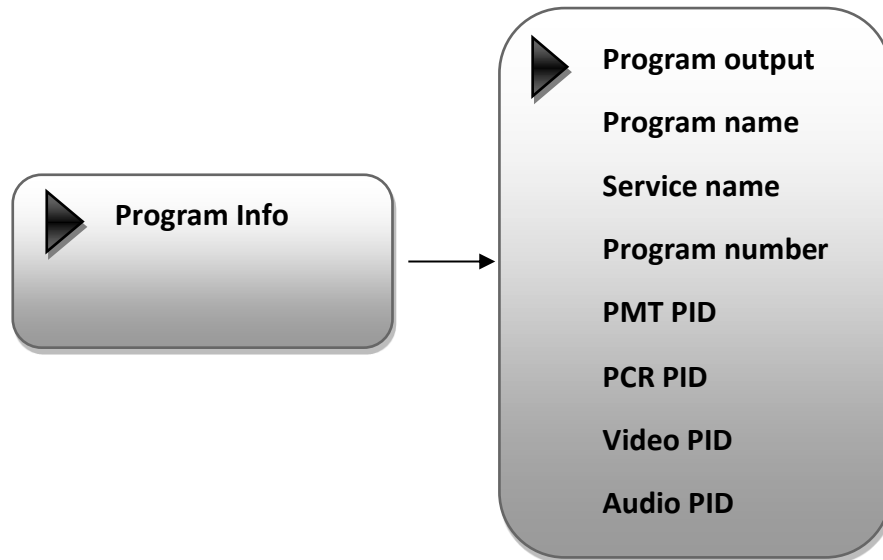 Program Info
Program output
Program name
Service name
Program number
PMT PID
PCR PID
Video PID
Audio PID